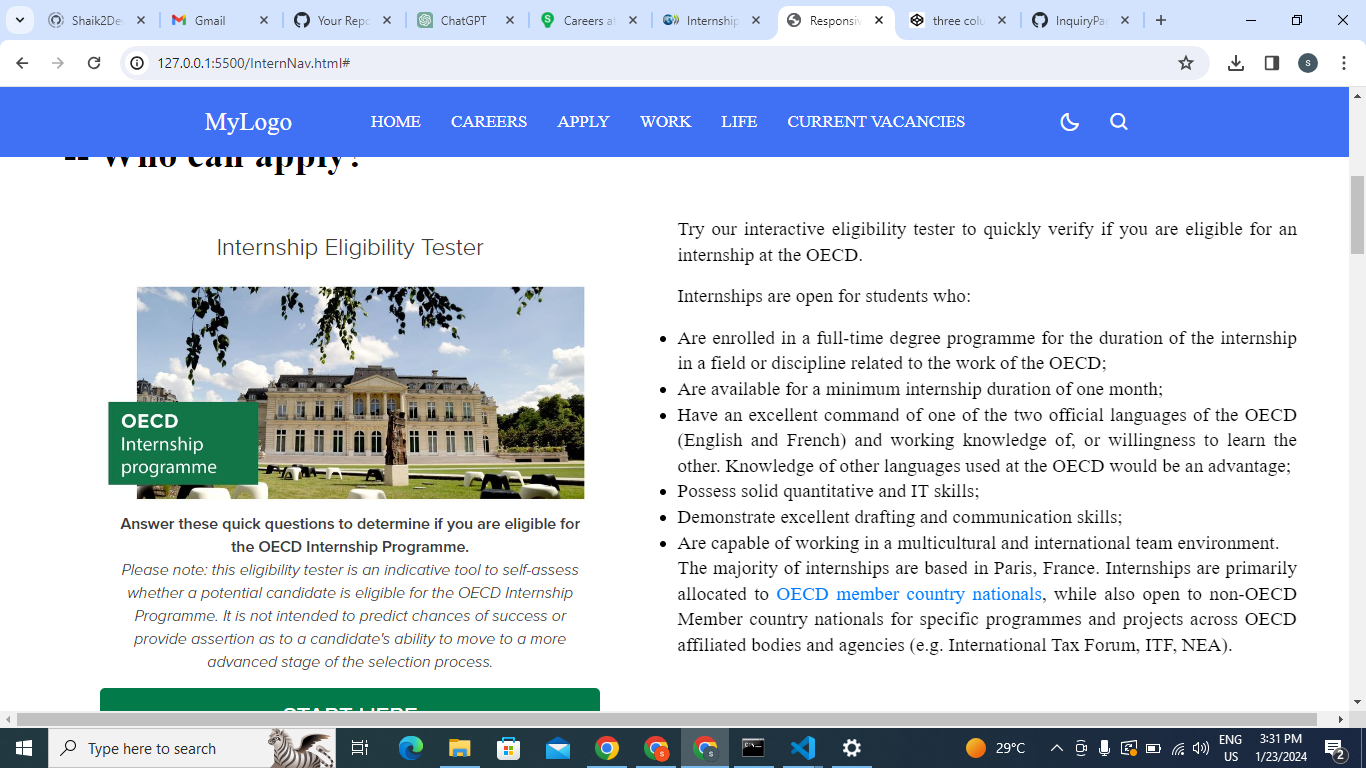 Shaik2De
Gmail
Your Repo
ChatGPT
Careers a
Internship
Responsiv
three colu
InquiryPa
127.0.0.1:5500/InternNav.html#
S
MyLogo
HOME
CAREERS
APPLY
WORK
LIFE
CURRENT VACANCIES
-- Who can apply?
Internship Eligibility Tester
OECD
Internship
programme
Answer these quick questions to determine if you are eligible for
the OECD Internship Programme.
Please note: this eligibility tester is an indicative tool to self-assess
whether a potential candidate is eligible for the OECD Internship
Programme. It is not intended to predict chances of success or
provide assertion as to a candidate's ability to move to a more
advanced stage of the selection process.
START HERE
Try our interactive eligibility tester to quickly verify if you are eligible for an
internship at the OECD.
Internships are open for students who:
Are enrolled in a full-time degree programme for the duration of the internship
in a field or discipline related to the work of the OECD;
Are available for a minimum internship duration of one month;
Have an excellent command of one of the two official languages of the OECD
(English and French) and working knowledge of, or willingness to learn the
other. Knowledge of other languages used at the OECD would be an advantage;
Possess solid quantitative and IT skills;
Demonstrate excellent drafting and communication skills;
Are capable of working in a multicultural and international team environment.
The majority of internships are based in Paris, France. Internships are primarily
allocated to OECD member country nationals, while also open to non-OECD
Member country nationals for specific programmes and projects across OECD
affiliated bodies and agencies (e.g. International Tax Forum, ITF, NEA).
Type here to search
29°C
ENG
US
3:31 PM
1/23/2024
2